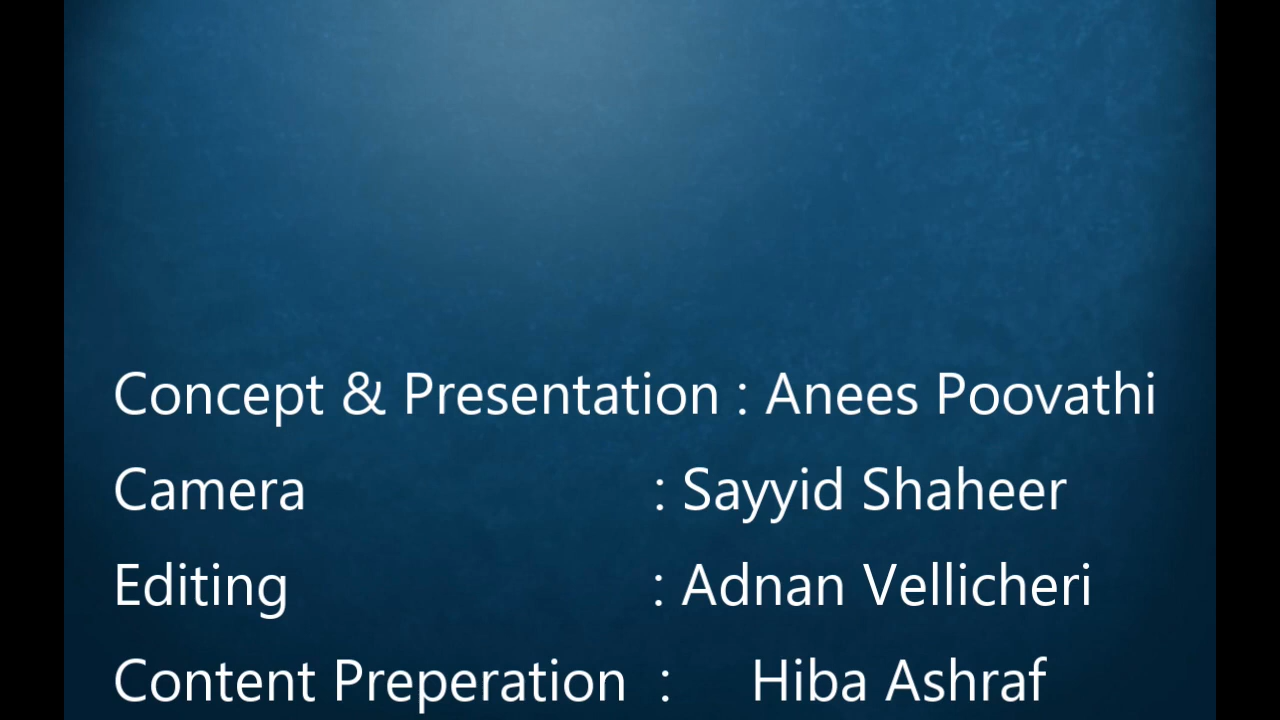 Concept & Presentation : Anees Poovathi
Camera : Sayyid Shaheer
Editing : Adnan Vellicheri
Content Preperation : Hiba Ashraf